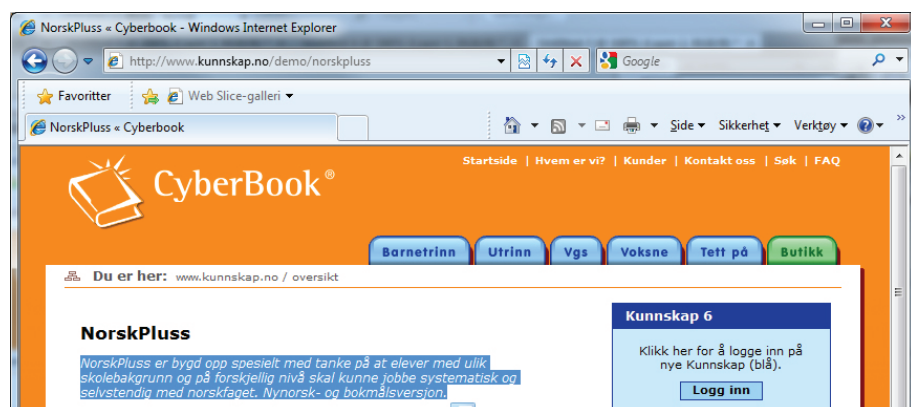 NorskPluss « Cyberbook - Windows Internet Explorer
http://www.kunnskap.no/demo/norskpluss
Google
Favoritter
Web Slice-galleri
NorskPluss « Cyberbook
Side
Sikkerhet
Verktøy
Startside | Hvem er vi? | Kunder | Kontakt oss | Søk | FAQ
CyberBook®
Barnetrinn
Utrinn
Vgs
Voksne
Tett på
Butikk
Du er her: www.kunnskap.no / oversikt
NorskPluss
NorskPluss er bygd opp spesielt med tanke på at elever med ulik
skolebakgrunn og på forskjellig nivå skal kunne jobbe systematisk og
selvstendig med norskfaget. Nynorsk- og bokmålsversjon.
Kunnskap 6
Klikk her for å logge inn på
nye Kunnskap (blå).
Logg inn